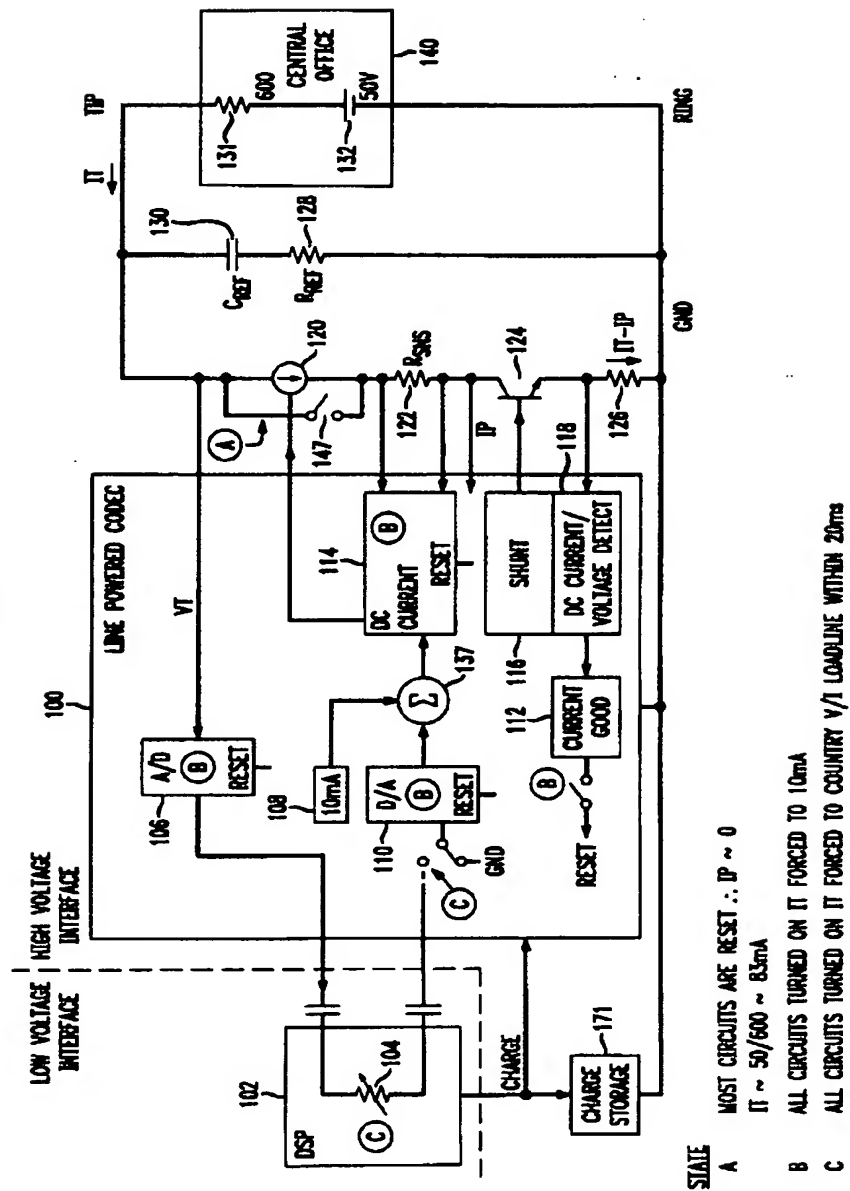 LOW VOLTAGE
INTERFACE
HIGH VOLTAGE
INTERFACE
100
LINE POWERED CODEC
102
DSP
104
C
106
A/D
B
RESET
VT
108
10mA
110
D/A
B
RESET
C
GND
137
Σ
114
B
DC
CURRENT
RESET
116
SHUNT
118
DC CURRENT/
VOLTAGE DETECT
112
CURRENT
GOOD
B
RESET
A
147
120
122
RSNS
IP
124
126
IT-IP
GND
CREF
130
RREF
128
IT
TIP
131
600
132
50V
CENTRAL
OFFICE
140
RING
CHARGE
CHARGE
STORAGE
171
STATE
A MOST CIRCUITS ARE RESET ∴ IP ~ 0
IT ~ 50/600 ~ 83mA
B ALL CIRCUITS TURNED ON IT FORCED TO 10mA
C ALL CIRCUITS TURNED ON IT FORCED TO COUNTRY V/I LOADLINE WITHIN 20ms